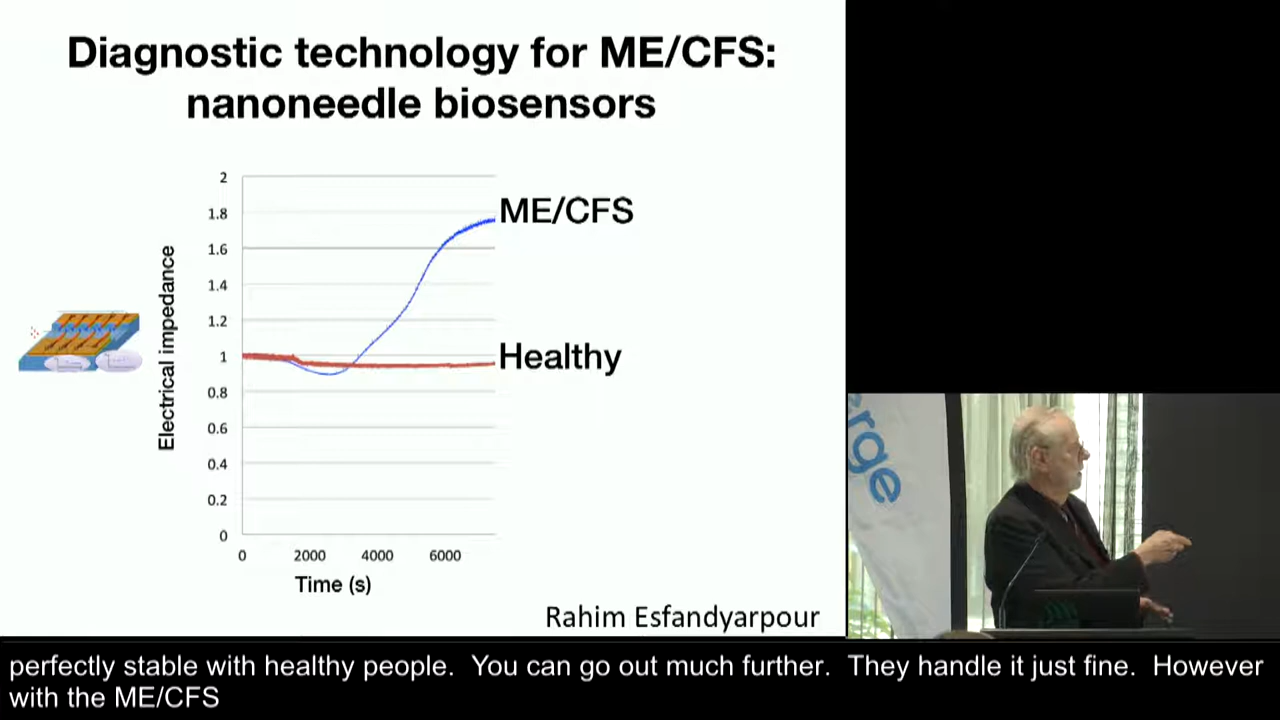 Diagnostic technology for ME/CFS:
nanoneedle biosensors
2
1.8
1.6
1.4
1.2
1
0.8
0.6
0.4
0.2
0
Electrical impedance
ME/CFS
Healthy
0 2000 4000 6000
Time (s)
Rahim Esfandyarpour
erge
perfectly stable with healthy people. You can go out much further. They handle it just fine. However
with the ME/CFS